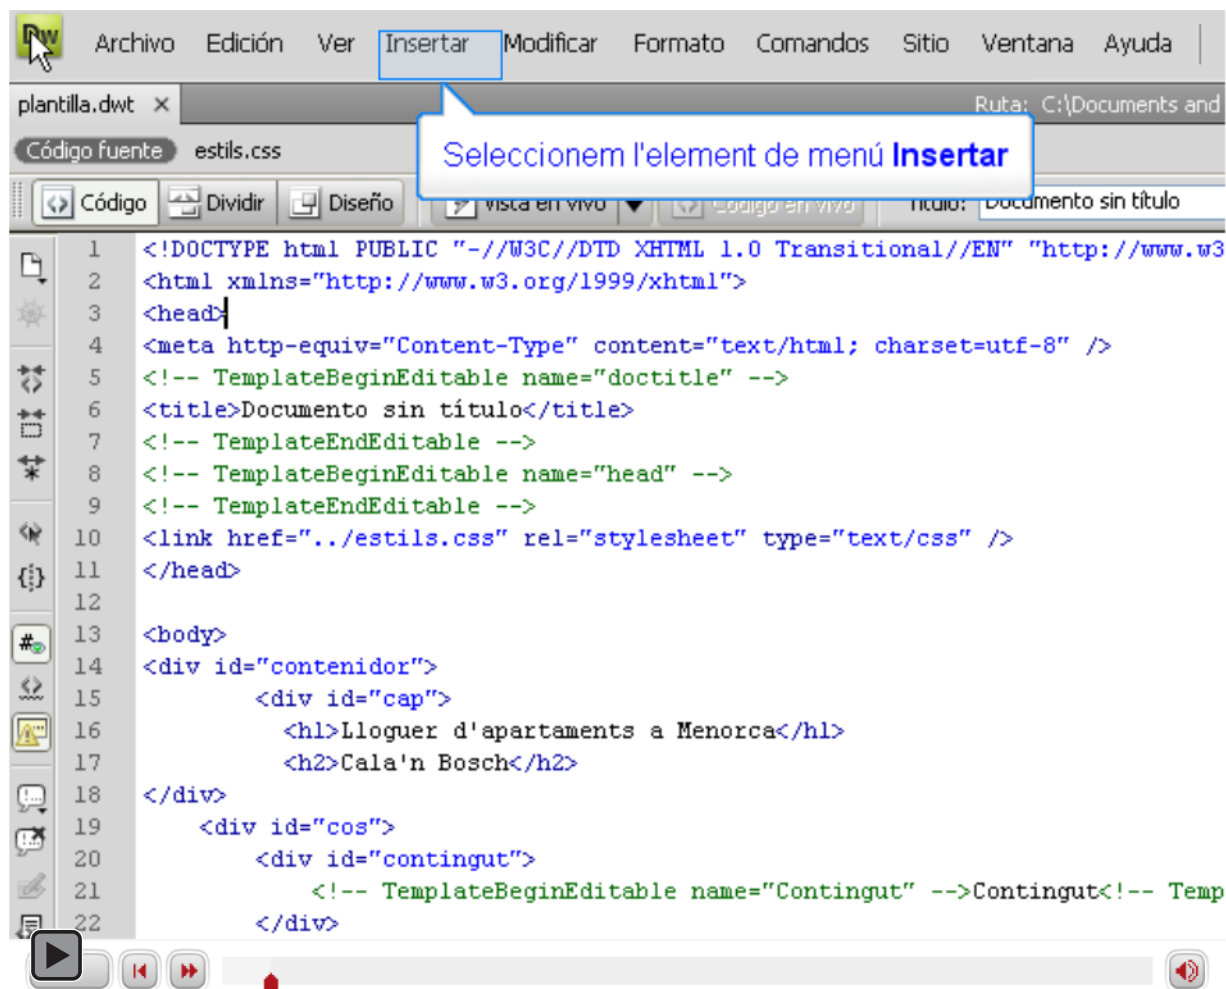 Dw Archivo Edición Ver Insertar Modificar Formato Comandos Sitio Ventana Ayuda
plantilla.dwt × Ruta: C:\Documents and
Código fuente estils.css
Seleccionem l'element de menú Insertar
Código Dividir Diseño Vista en vivo Código en vivo Título: Documento sin título
1 <!DOCTYPE html PUBLIC "-//W3C//DTD XHTML 1.0 Transitional//EN" "http://www.w3
2 <html xmlns="http://www.w3.org/1999/xhtml">
3 <head>
4 <meta http-equiv="Content-Type" content="text/html; charset=utf-8" />
5 <!-- TemplateBeginEditable name="doctitle" -->
6 <title>Documento sin título</title>
7 <!-- TemplateEndEditable -->
8 <!-- TemplateBeginEditable name="head" -->
9 <!-- TemplateEndEditable -->
10 <link href="../estils.css" rel="stylesheet" type="text/css" />
11 </head>
12
13 <body>
14 <div id="contenidor">
15 <div id="cap">
16 <h1>Lloguer d'apartaments a Menorca</h1>
17 <h2>Cala'n Bosch</h2>
18 </div>
19 <div id="cos">
20 <div id="contingut">
21 <!-- TemplateBeginEditable name="Contingut" -->Contingut<!-- Temp
22 </div>